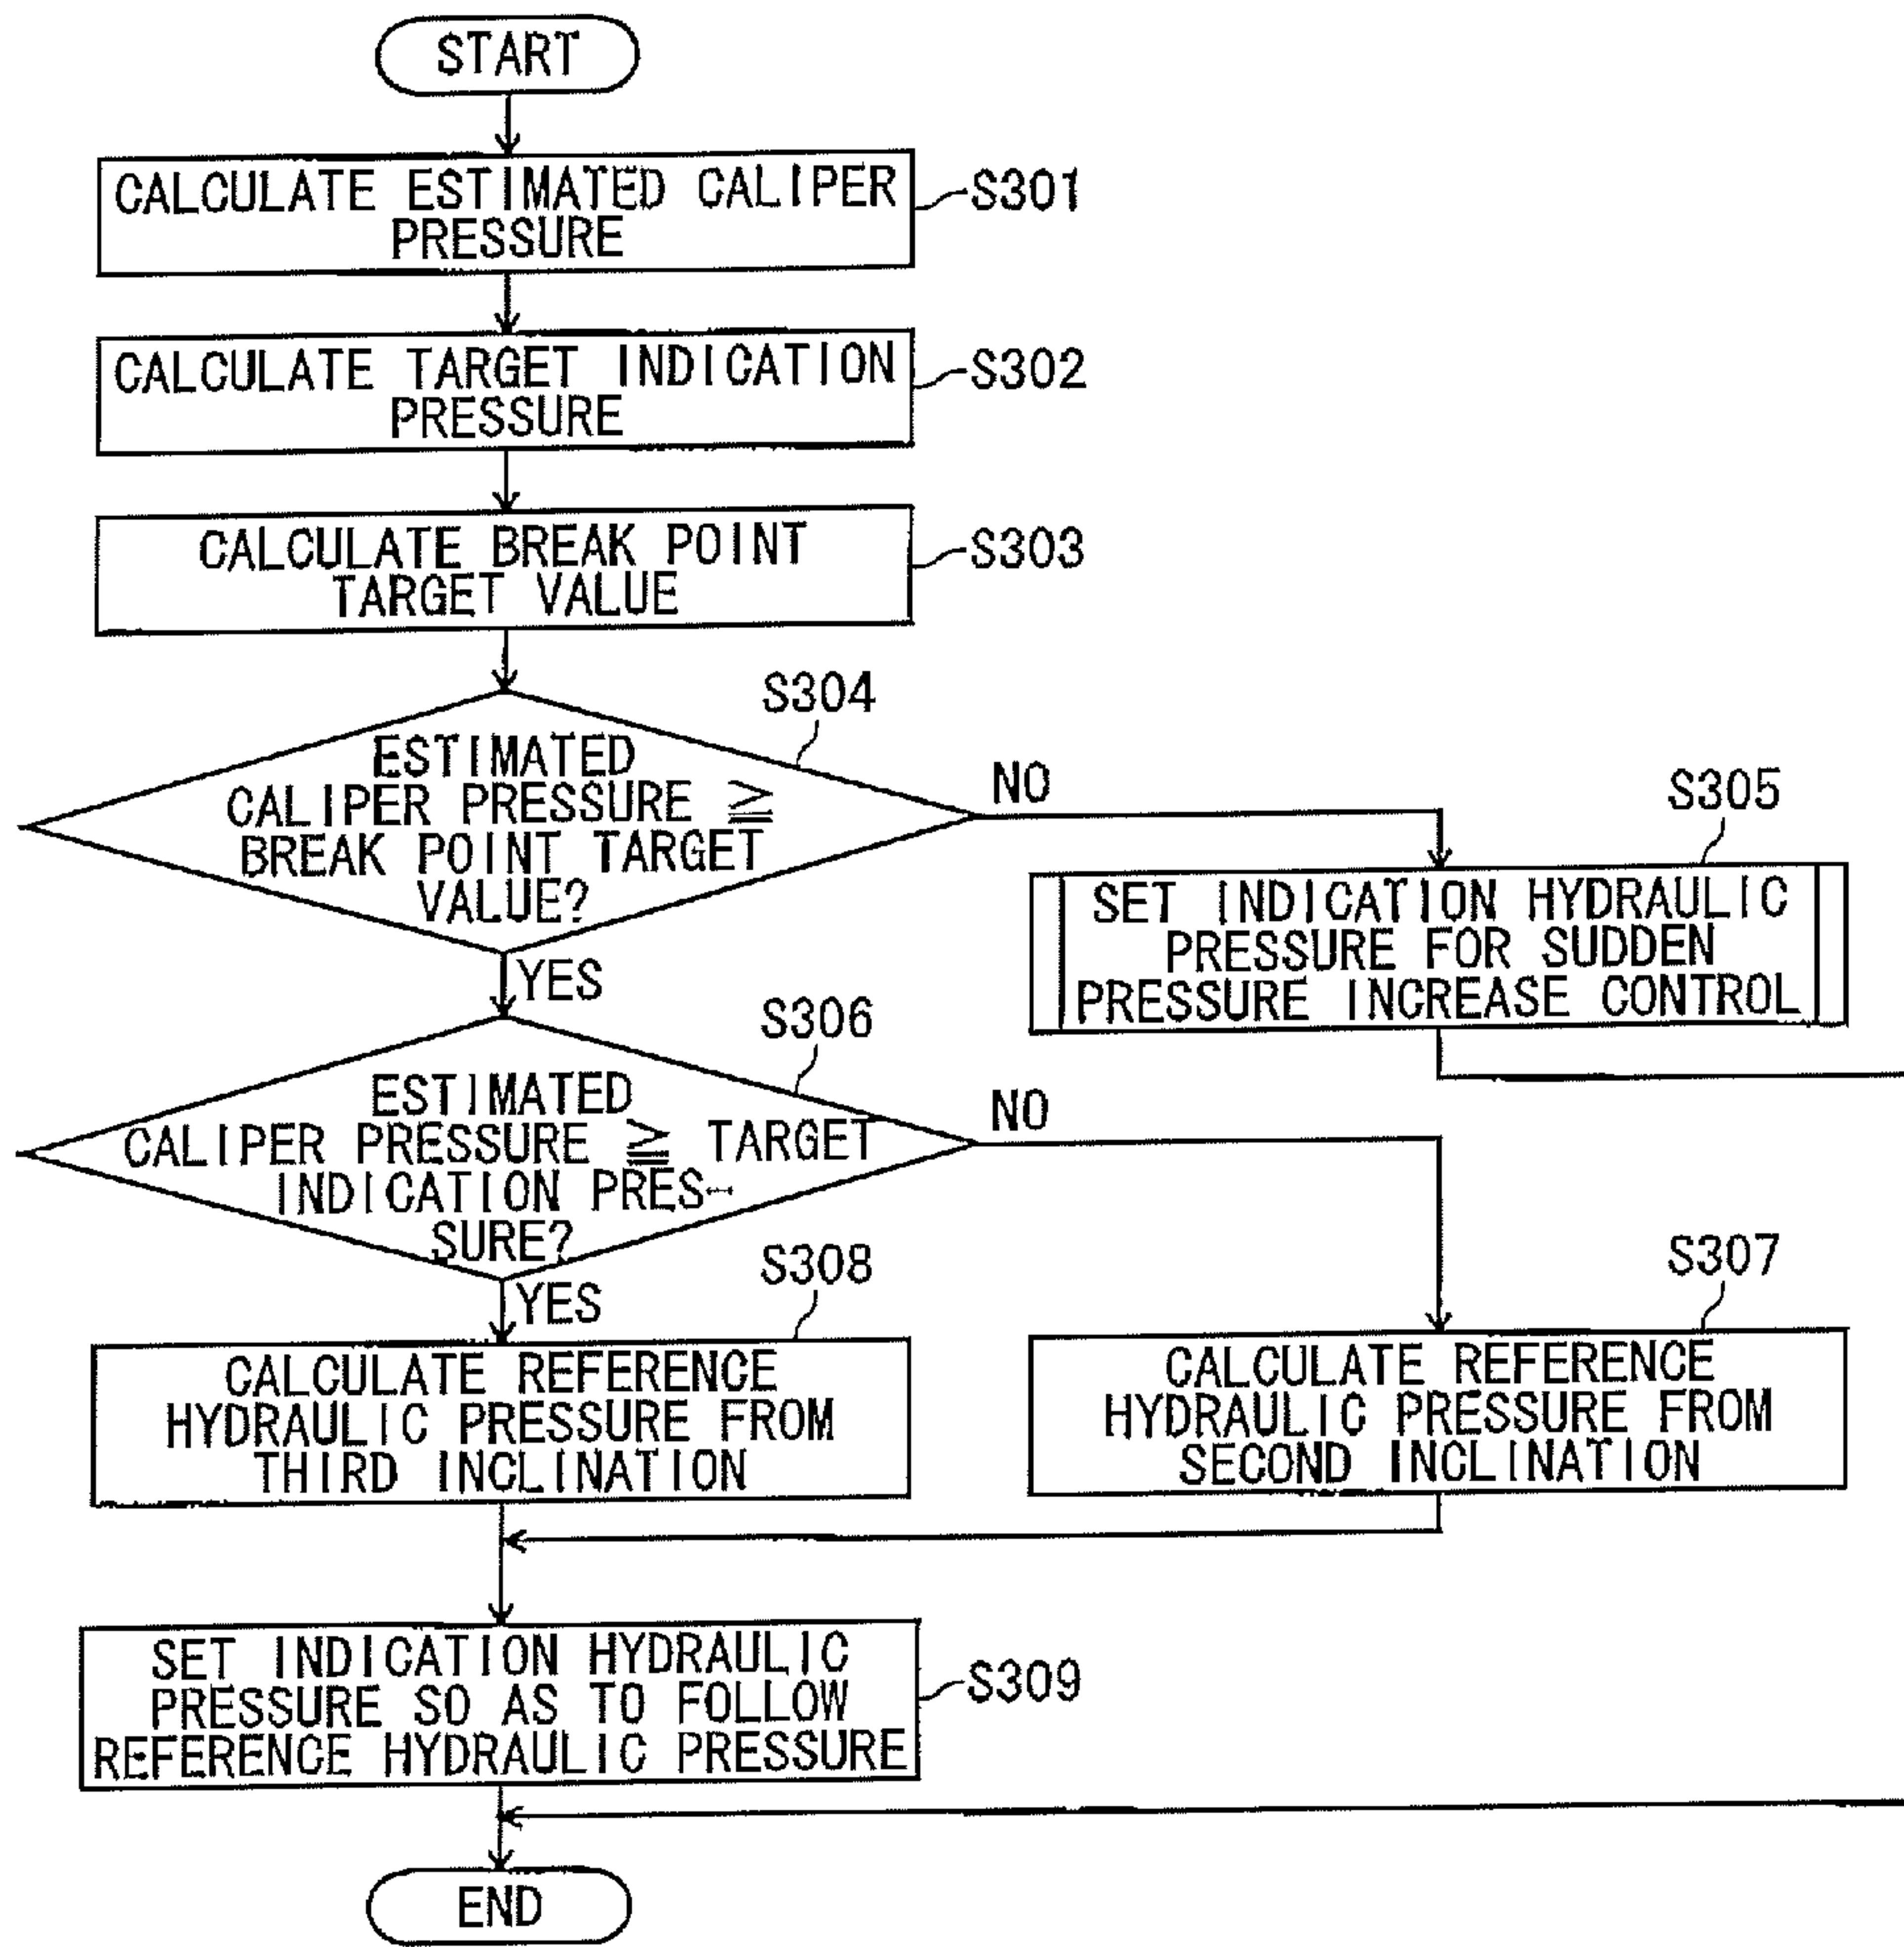 START
CALCULATE ESTIMATED CALIPER
PRESSURE
S301
CALCULATE TARGET INDICATION
PRESSURE
S302
CALCULATE BREAK POINT
TARGET VALUE
S303
S304
ESTIMATED
CALIPER PRESSURE ≧
BREAK POINT TARGET
VALUE?
NO
YES
S305
SET INDICATION HYDRAULIC
PRESSURE FOR SUDDEN
PRESSURE INCREASE CONTROL
S306
ESTIMATED
CALIPER PRESSURE ≧ TARGET
INDICATION PRES-
SURE?
NO
YES
S308
CALCULATE REFERENCE
HYDRAULIC PRESSURE FROM
THIRD INCLINATION
S307
CALCULATE REFERENCE
HYDRAULIC PRESSURE FROM
SECOND INCLINATION
SET INDICATION HYDRAULIC
PRESSURE SO AS TO FOLLOW
REFERENCE HYDRAULIC PRESSURE
S309
END